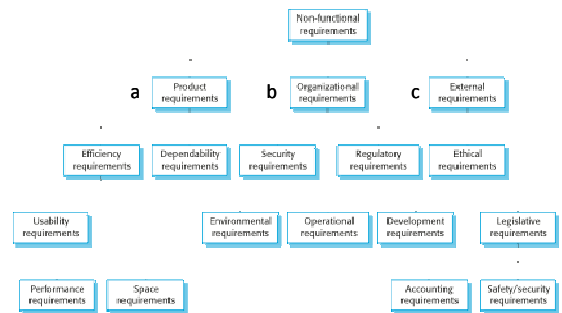 Non-functional
requirements
a
Product
requirements
b
Organizational
requirements
c
External
requirements
Efficiency
requirements
Dependability
requirements
Security
requirements
Regulatory
requirements
Ethical
requirements
Usability
requirements
Environmental
requirements
Operational
requirements
Development
requirements
Legislative
requirements
Performance
requirements
Space
requirements
Accounting
requirements
Safety/security
requirements